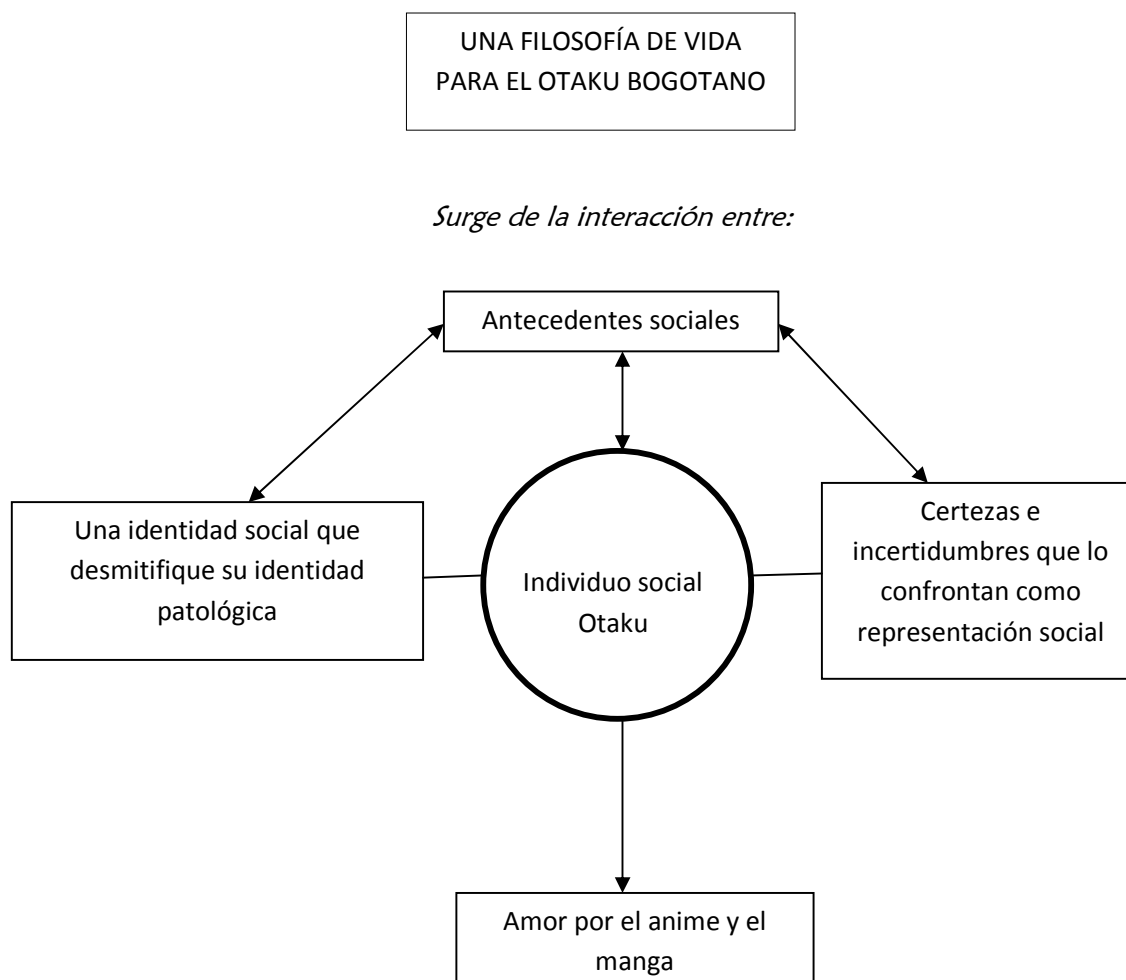 UNA FILOSOFÍA DE VIDA
PARA EL OTAKU BOGOTANO
Surge de la interacción entre:
Antecedentes sociales
Una identidad social que
desmitifique su identidad
patológica
Individuo social
Otaku
Certezas e
incertidumbres que lo
confrontan como
representación social
Amor por el anime y el
manga